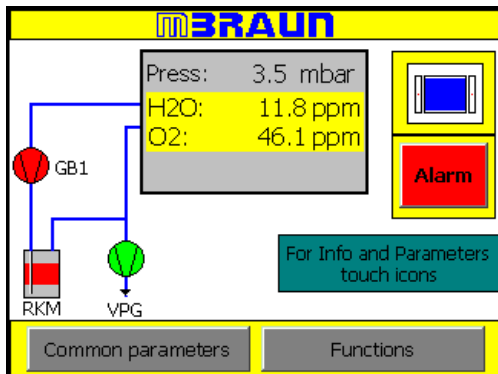 mBRAUN
Press: 3.5 mbar
H2O: 11.8 ppm
O2: 46.1 ppm
GB1
Alarm
For Info and Parameters
touch icons
RKM
VPG
Common parameters
Functions